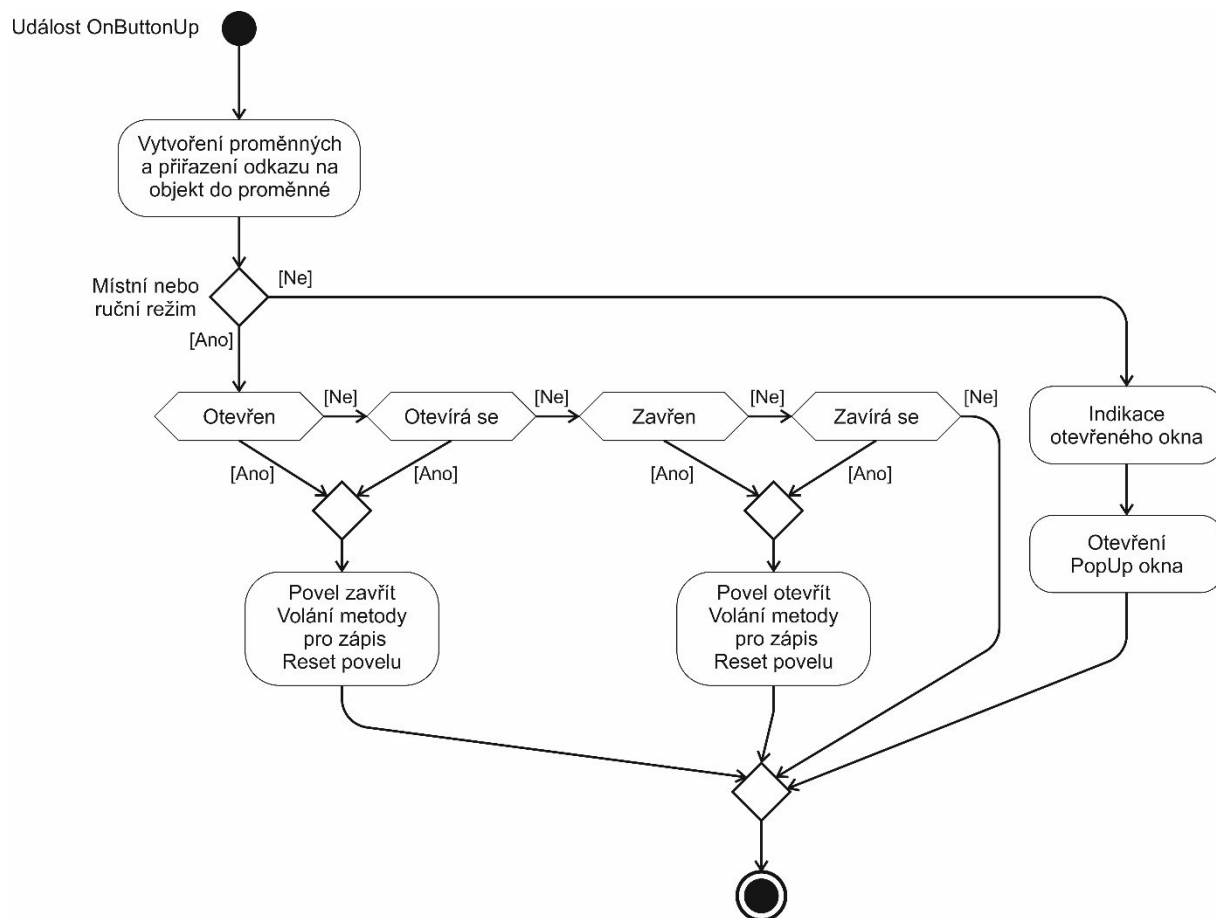 Událost OnButtonUp
Vytvoření proměnných
a přiřazení odkazu na
objekt do proměnné
Místní nebo
ruční režim
[Ne]
[Ano]
Otevřen
[Ne]
Otevírá se
[Ne]
Zavřen
[Ne]
Zavírá se
[Ne]
[Ano]
[Ano]
[Ano]
[Ano]
Indikace
otevřeného okna
Otevření
PopUp okna
Povel zavřít
Volání metody
pro zápis
Reset povelu
Povel otevřít
Volání metody
pro zápis
Reset povelu